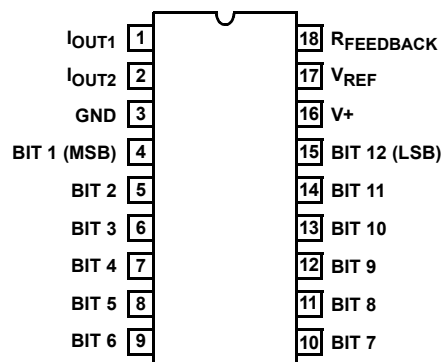 IOUT1 1 18 RFEEDBACK
IOUT2 2 17 VREF
GND 3 16 V+
BIT 1 (MSB) 4 15 BIT 12 (LSB)
BIT 2 5 14 BIT 11
BIT 3 6 13 BIT 10
BIT 4 7 12 BIT 9
BIT 5 8 11 BIT 8
BIT 6 9 10 BIT 7